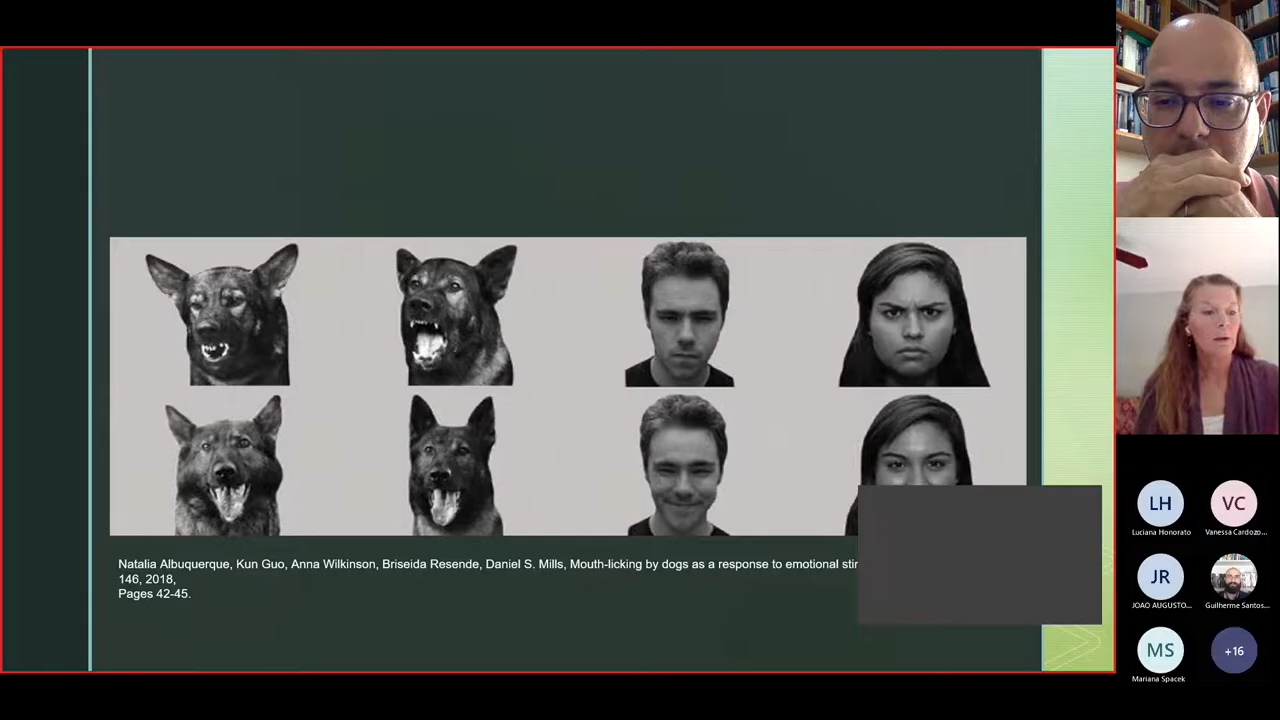 Natalia Albuquerque, Kun Guo, Anna Wilkinson, Briseida Resende, Daniel S. Mills, Mouth-licking by dogs as a response to emotional
146, 2018,
Pages 42-45.
LH
VC
Luciana Honorato
Vanessa Cardozo...
JR
JOAO AUGUSTO...
Guilherme Santos...
MS
+16
Mariana Spacek